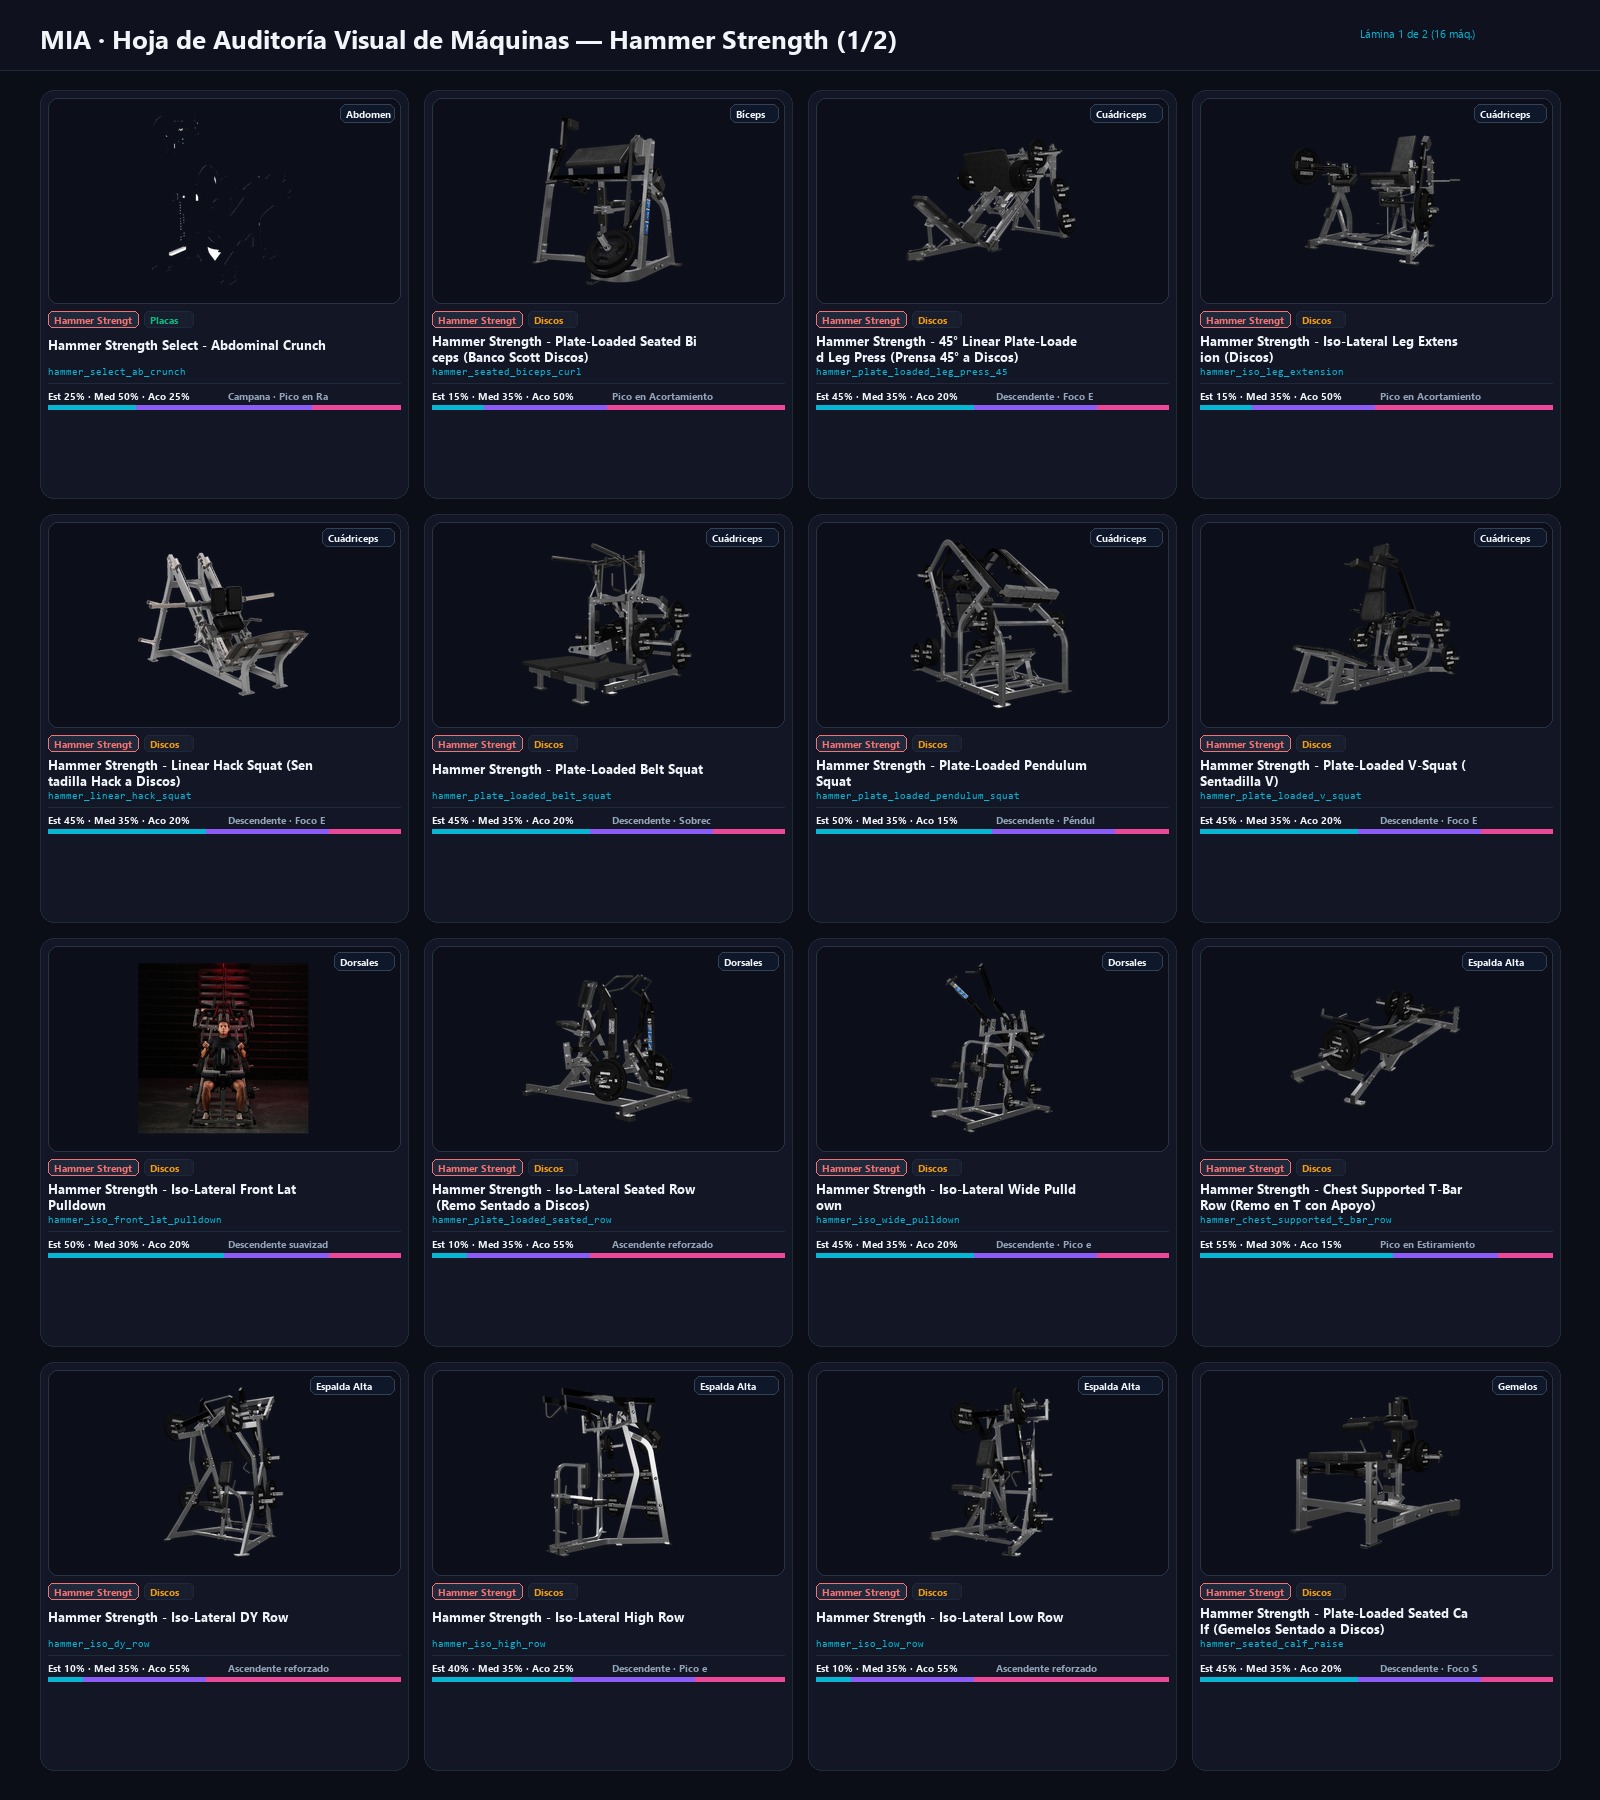 MIA · Hoja de Auditoría Visual de Máquinas — Hammer Strength (1/2)
Lámina 1 de 2 (16 máq.)
Abdomen
Hammer Strengt
Placas
Hammer Strength Select - Abdominal Crunch
hammer_select_ab_crunch
Est 25% · Med 50% · Aco 25%
Campana · Pico en Ra
Bíceps
Hammer Strengt
Discos
Hammer Strength - Plate-Loaded Seated Bi
ceps (Banco Scott Discos)
hammer_seated_biceps_curl
Est 15% · Med 35% · Aco 50%
Pico en Acortamiento
Cuádriceps
Hammer Strengt
Discos
Hammer Strength - 45° Linear Plate-Loade
d Leg Press (Prensa 45° a Discos)
hammer_plate_loaded_leg_press_45
Est 45% · Med 35% · Aco 20%
Descendente · Foco E
Cuádriceps
Hammer Strengt
Discos
Hammer Strength - Iso-Lateral Leg Extens
ion (Discos)
hammer_iso_leg_extension
Est 15% · Med 35% · Aco 50%
Pico en Acortamiento
Cuádriceps
Hammer Strengt
Discos
Hammer Strength - Linear Hack Squat (Sen
tadilla Hack a Discos)
hammer_linear_hack_squat
Est 45% · Med 35% · Aco 20%
Descendente · Foco E
Cuádriceps
Hammer Strengt
Discos
Hammer Strength - Plate-Loaded Belt Squat
hammer_plate_loaded_belt_squat
Est 45% · Med 35% · Aco 20%
Descendente · Sobrec
Cuádriceps
Hammer Strengt
Discos
Hammer Strength - Plate-Loaded Pendulum
Squat
hammer_plate_loaded_pendulum_squat
Est 50% · Med 35% · Aco 15%
Descendente · Péndul
Cuádriceps
Hammer Strengt
Discos
Hammer Strength - Plate-Loaded V-Squat (
Sentadilla V)
hammer_plate_loaded_v_squat
Est 45% · Med 35% · Aco 20%
Descendente · Foco E
Dorsales
Hammer Strengt
Discos
Hammer Strength - Iso-Lateral Front Lat
Pulldown
hammer_iso_front_lat_pulldown
Est 50% · Med 30% · Aco 20%
Descendente suavizad
Dorsales
Hammer Strengt
Discos
Hammer Strength - Iso-Lateral Seated Row
(Remo Sentado a Discos)
hammer_plate_loaded_seated_row
Est 10% · Med 35% · Aco 55%
Ascendente reforzado
Dorsales
Hammer Strengt
Discos
Hammer Strength - Iso-Lateral Wide Pulld
own
hammer_iso_wide_pulldown
Est 45% · Med 35% · Aco 20%
Descendente · Pico e
Espalda Alta
Hammer Strengt
Discos
Hammer Strength - Chest Supported T-Bar
Row (Remo en T con Apoyo)
hammer_chest_supported_t_bar_row
Est 55% · Med 30% · Aco 15%
Pico en Estiramiento
Espalda Alta
Hammer Strengt
Discos
Hammer Strength - Iso-Lateral DY Row
hammer_iso_dy_row
Est 10% · Med 35% · Aco 55%
Ascendente reforzado
Espalda Alta
Hammer Strengt
Discos
Hammer Strength - Iso-Lateral High Row
hammer_iso_high_row
Est 40% · Med 35% · Aco 25%
Descendente · Pico e
Espalda Alta
Hammer Strengt
Discos
Hammer Strength - Iso-Lateral Low Row
hammer_iso_low_row
Est 10% · Med 35% · Aco 55%
Ascendente reforzado
Gemelos
Hammer Strengt
Discos
Hammer Strength - Plate-Loaded Seated Ca
lf (Gemelos Sentado a Discos)
hammer_seated_calf_raise
Est 45% · Med 35% · Aco 20%
Descendente · Foco S